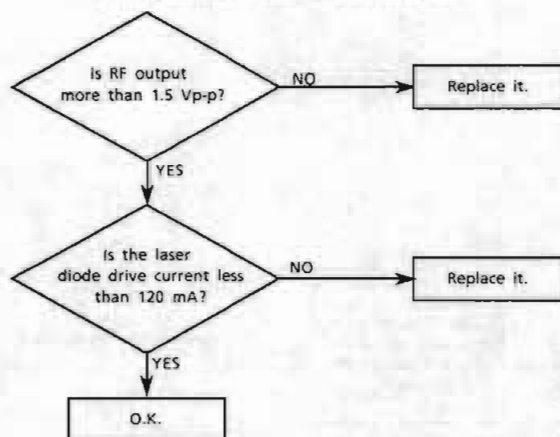 Is RF output
more than 1.5 Vp-p?
NO
Replace it.
YES
Is the laser
diode drive current less
than 120 mA?
NO
Replace it.
YES
O.K.